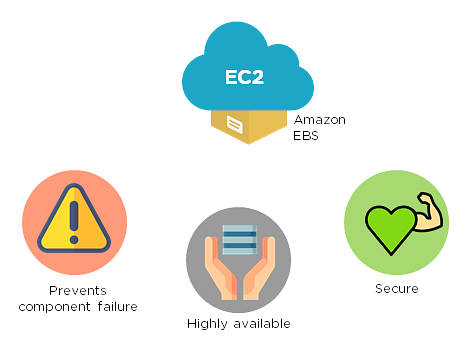 EC2
Amazon
EBS
Prevents
component failure
Highly available
Secure